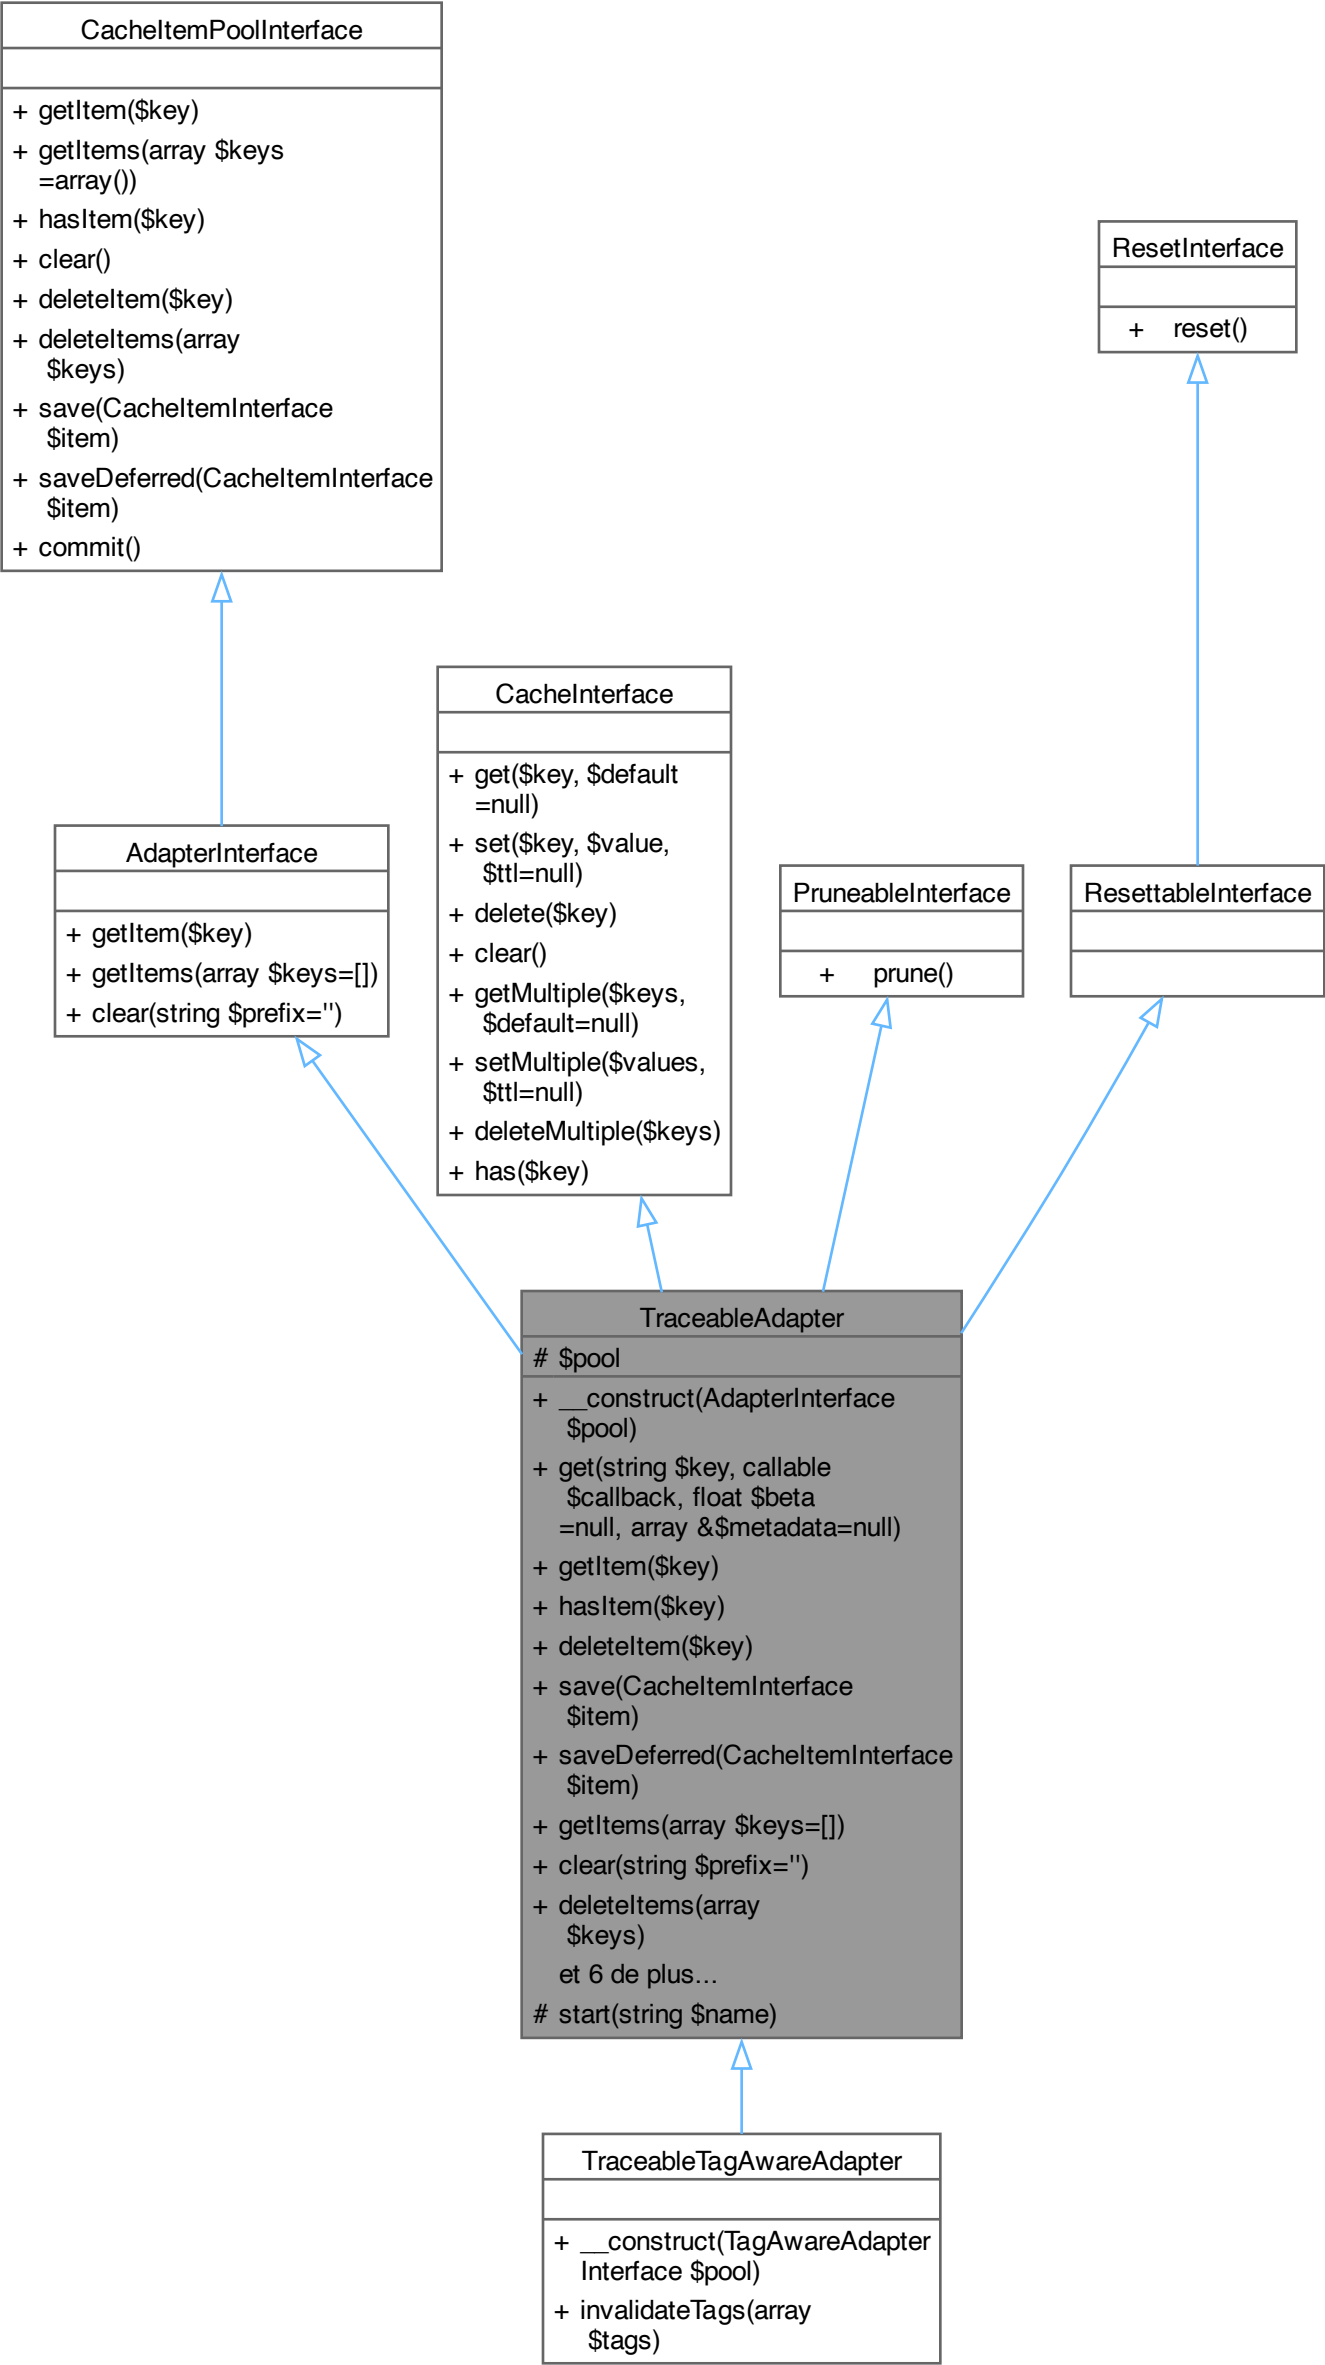 CacheItemPoolInterface
+ getItem($key)
+ getItems(array $keys
=array())
+ hasItem($key)
+ clear()
+ deleteItem($key)
+ deleteItems(array
$keys)
+ save(CacheItemInterface
$item)
+ saveDeferred(CacheItemInterface
$item)
+ commit()
ResetInterface
+ reset()
CacheInterface
+ get($key, $default
=null)
+ set($key, $value,
$ttl=null)
+ delete($key)
+ clear()
+ getMultiple($keys,
$default=null)
+ setMultiple($values,
$ttl=null)
+ deleteMultiple($keys)
+ has($key)
AdapterInterface
+ getItem($key)
+ getItems(array $keys=[])
+ clear(string $prefix='')
PruneableInterface
+ prune()
ResettableInterface
TraceableAdapter
# $pool
+ __construct(AdapterInterface
$pool)
+ get(string $key, callable
$callback, float $beta
=null, array &$metadata=null)
+ getItem($key)
+ hasItem($key)
+ deleteItem($key)
+ save(CacheItemInterface
$item)
+ saveDeferred(CacheItemInterface
$item)
+ getItems(array $keys=[])
+ clear(string $prefix='')
+ deleteItems(array
$keys)
et 6 de plus...
# start(string $name)
TraceableTagAwareAdapter
+ __construct(TagAwareAdapter
Interface $pool)
+ invalidateTags(array
$tags)